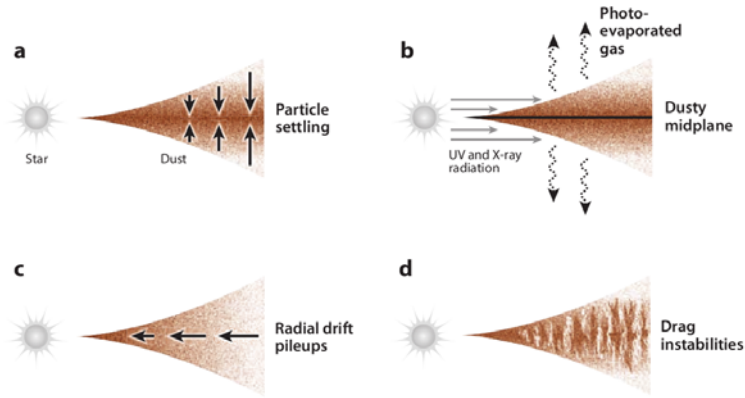 a
Particle
settling
Star
Dust
b
Photo-
evaporated
gas
Dusty
midplane
UV and X-ray
radiation
c
Radial drift
pileups
d
Drag
instabilities